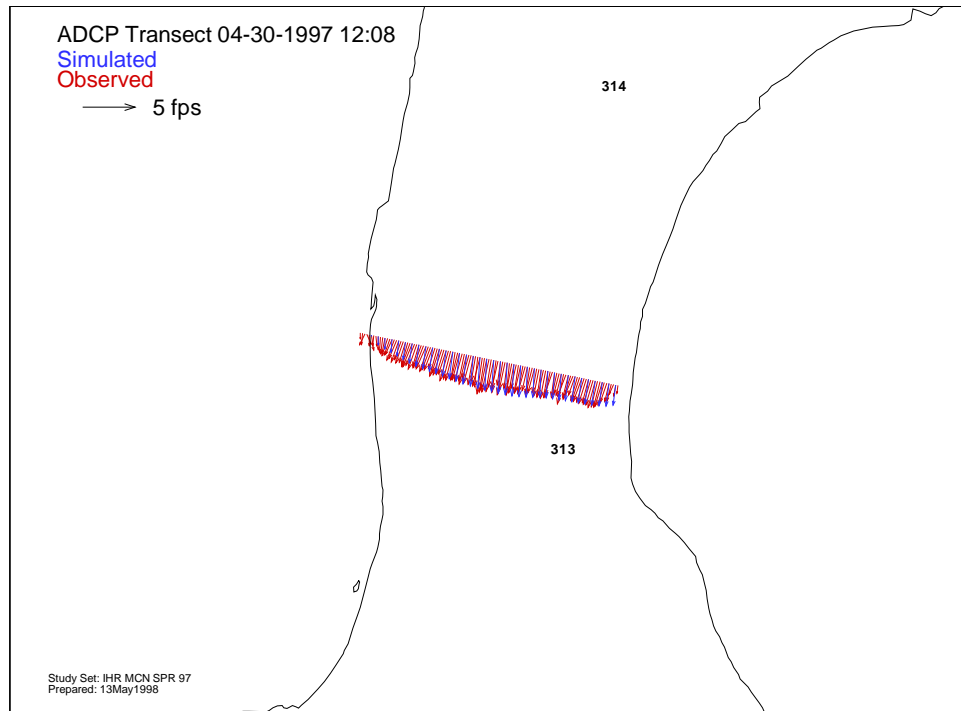 ADCP Transect 04-30-1997 12:08
Simulated
Observed
5 fps
314
313
Study Set: IHR MCN SPR 97
Prepared: 13May1998